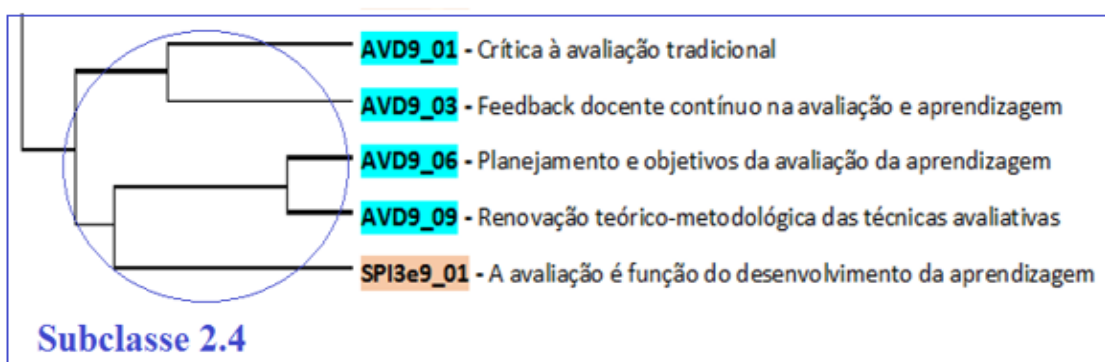 AVD9_01 - Crítica à avaliação tradicional
AVD9_03 - Feedback docente contínuo na avaliação e aprendizagem
AVD9_06 - Planejamento e objetivos da avaliação da aprendizagem
AVD9_09 - Renovação teórico-metodológica das técnicas avaliativas
SPI3e9_01 - A avaliação é função do desenvolvimento da aprendizagem
Subclasse 2.4